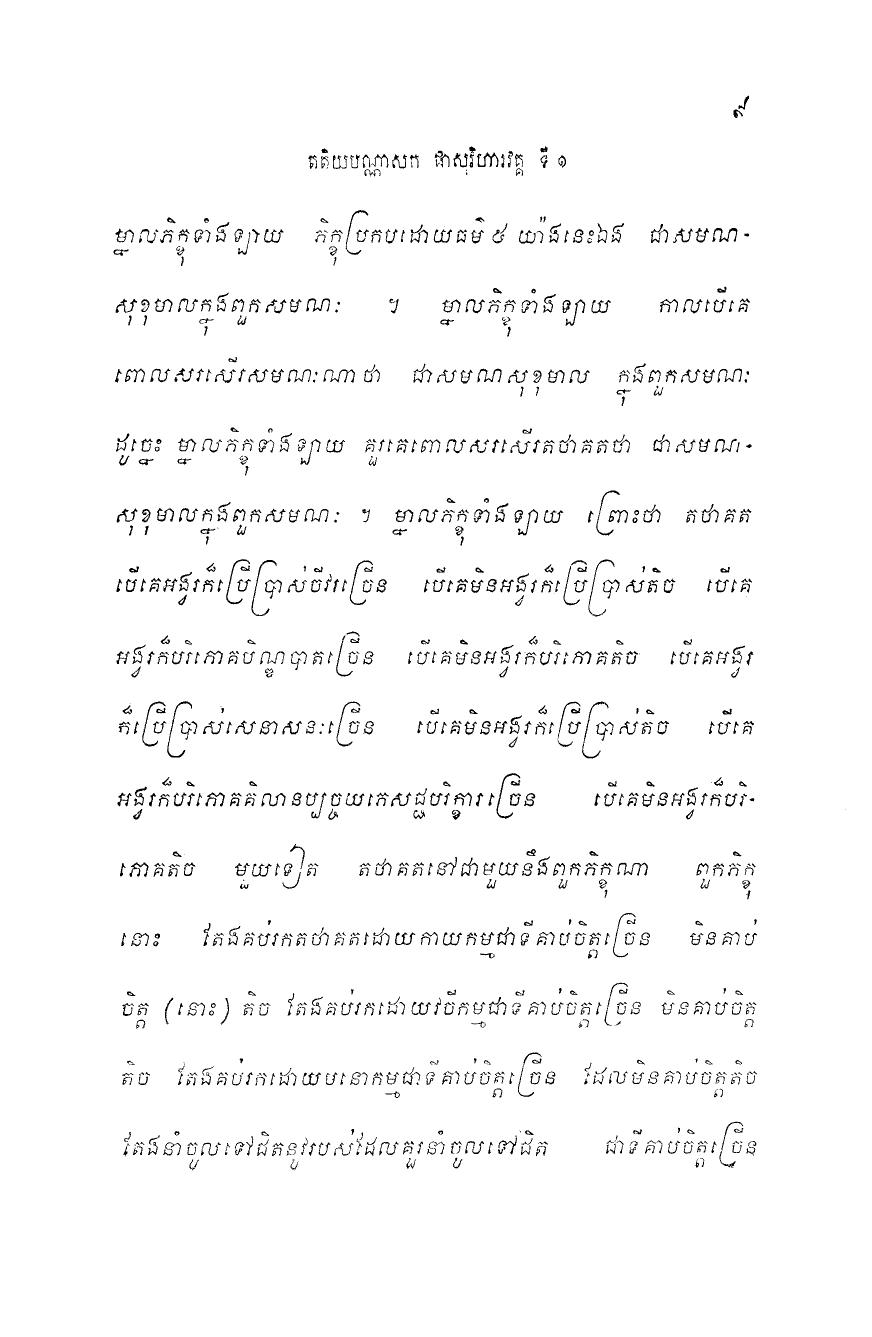 ៩
តតិយបណ្ណាសក ផាសុវិហារវគ្គ ទី ១
ម្នាលភិក្ខុទាំងឡាយ ភិក្ខុប្រកបដោយធម៌ ៥ យ៉ាងនេះឯង ជាសមណ-
សុខុមាលក្នុងពួកសមណៈ ។ ម្នាលភិក្ខុទាំងឡាយ កាលបើគេ
ពោលសរសើរសមណៈណាថា ជាសមណសុខុមាល ក្នុងពួកសមណៈ
ដូច្នេះ ម្នាលភិក្ខុទាំងឡាយ គួរគេពោលសរសើរតថាគតថា ជាសមណ-
សុខុមាលក្នុងពួកសមណៈ ។ ម្នាលភិក្ខុទាំងឡាយ ព្រោះថា តថាគត
បើគេអង្វរក៏ប្រើប្រាស់ចីវរច្រើន បើគេមិនអង្វរក៏ប្រើប្រាស់តិច បើគេ
អង្វរក៏បរិភោគបិណ្ឌបាតច្រើន បើគេមិនអង្វរក៏បរិភោគតិច បើគេអង្វរ
ក៏ប្រើប្រាស់សេនាសនៈច្រើន បើគេមិនអង្វរក៏ប្រើប្រាស់តិច បើគេ
អង្វរក៏បរិភោគគិលានប្បច្ចយភេសជ្ជបរិក្ខារច្រើន បើគេមិនអង្វរក៏បរិ-
ភោគតិច មួយទៀត តថាគតនៅជាមួយនឹងពួកភិក្ខុណា ពួកភិក្ខុ
នោះ តែងគប់រកតថាគតដោយកាយកម្មជាទីគាប់ចិត្តច្រើន មិនគាប់
ចិត្ត (នោះ) តិច តែងគប់រកដោយវចីកម្មជាទីគាប់ចិត្តច្រើន មិនគាប់ចិត្ត
តិច តែងគប់រកដោយមនោកម្មជាទីគាប់ចិត្តច្រើន ដែលមិនគាប់ចិត្តតិច
តែងនាំចូលទៅជិតនូវរបស់ដែលគួរនាំចូលទៅជិត ជាទីគាប់ចិត្តច្រើន